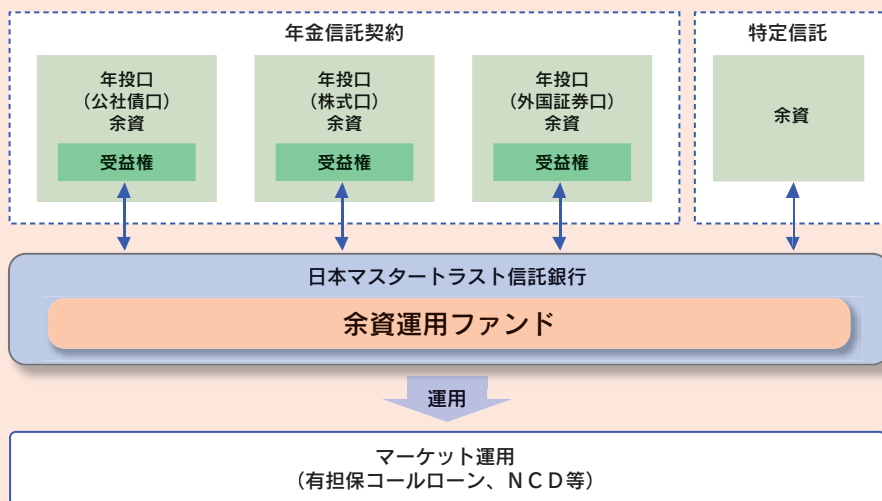 年金信託契約
年投口
（公社債口）
余資
受益権
年投口
（株式口）
余資
受益権
年投口
（外国証券口）
余資
受益権
特定信託
余資
日本マスタートラスト信託銀行
余資運用ファンド
運用
マーケット運用
（有担保コールローン、ＮＣＤ等）